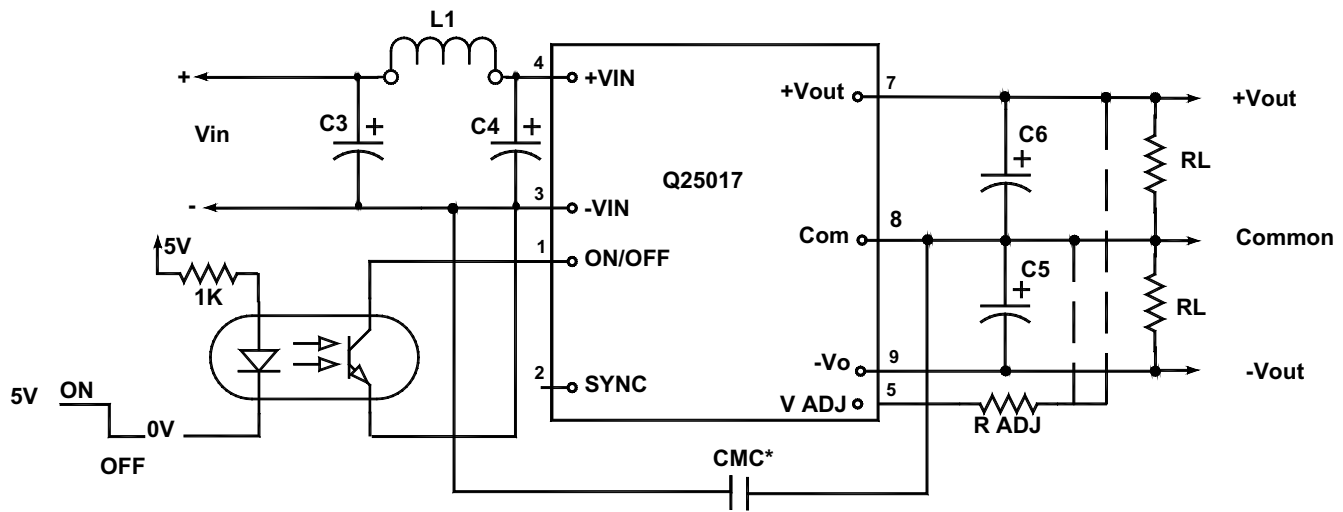 L1
4
+VIN
+Vout
7
+Vout
+
C3
+
C4
+
Vin
C6
+
RL
Q25017
-
3
-VIN
Com
8
Common
5V
1
ON/OFF
C5
+
1K
RL
-Vo
9
-Vout
2
SYNC
5V
ON
V ADJ
5
R ADJ
0V
OFF
CMC*